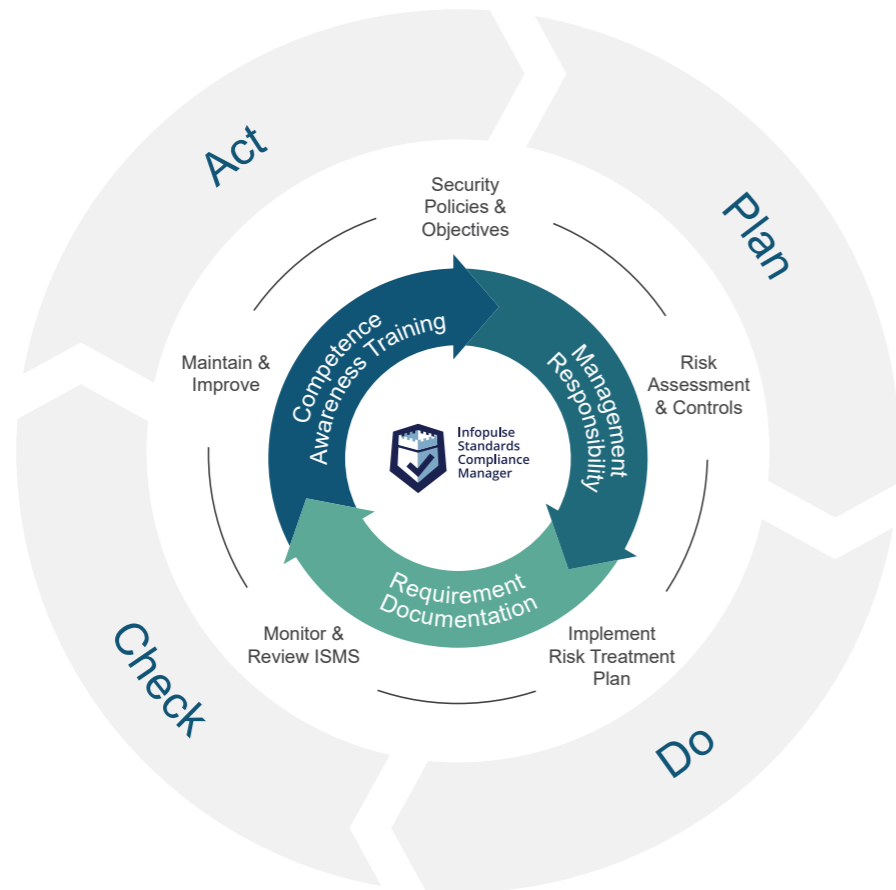 Act
Plan
Do
Check
Security
Policies &
Objectives
Risk
Assessment
& Controls
Implement
Risk Treatment
Plan
Monitor &
Review ISMS
Maintain &
Improve
Competence
Awareness Training
Management
Responsibility
Requirement
Documentation
Infopulse
Standards
Compliance
Manager